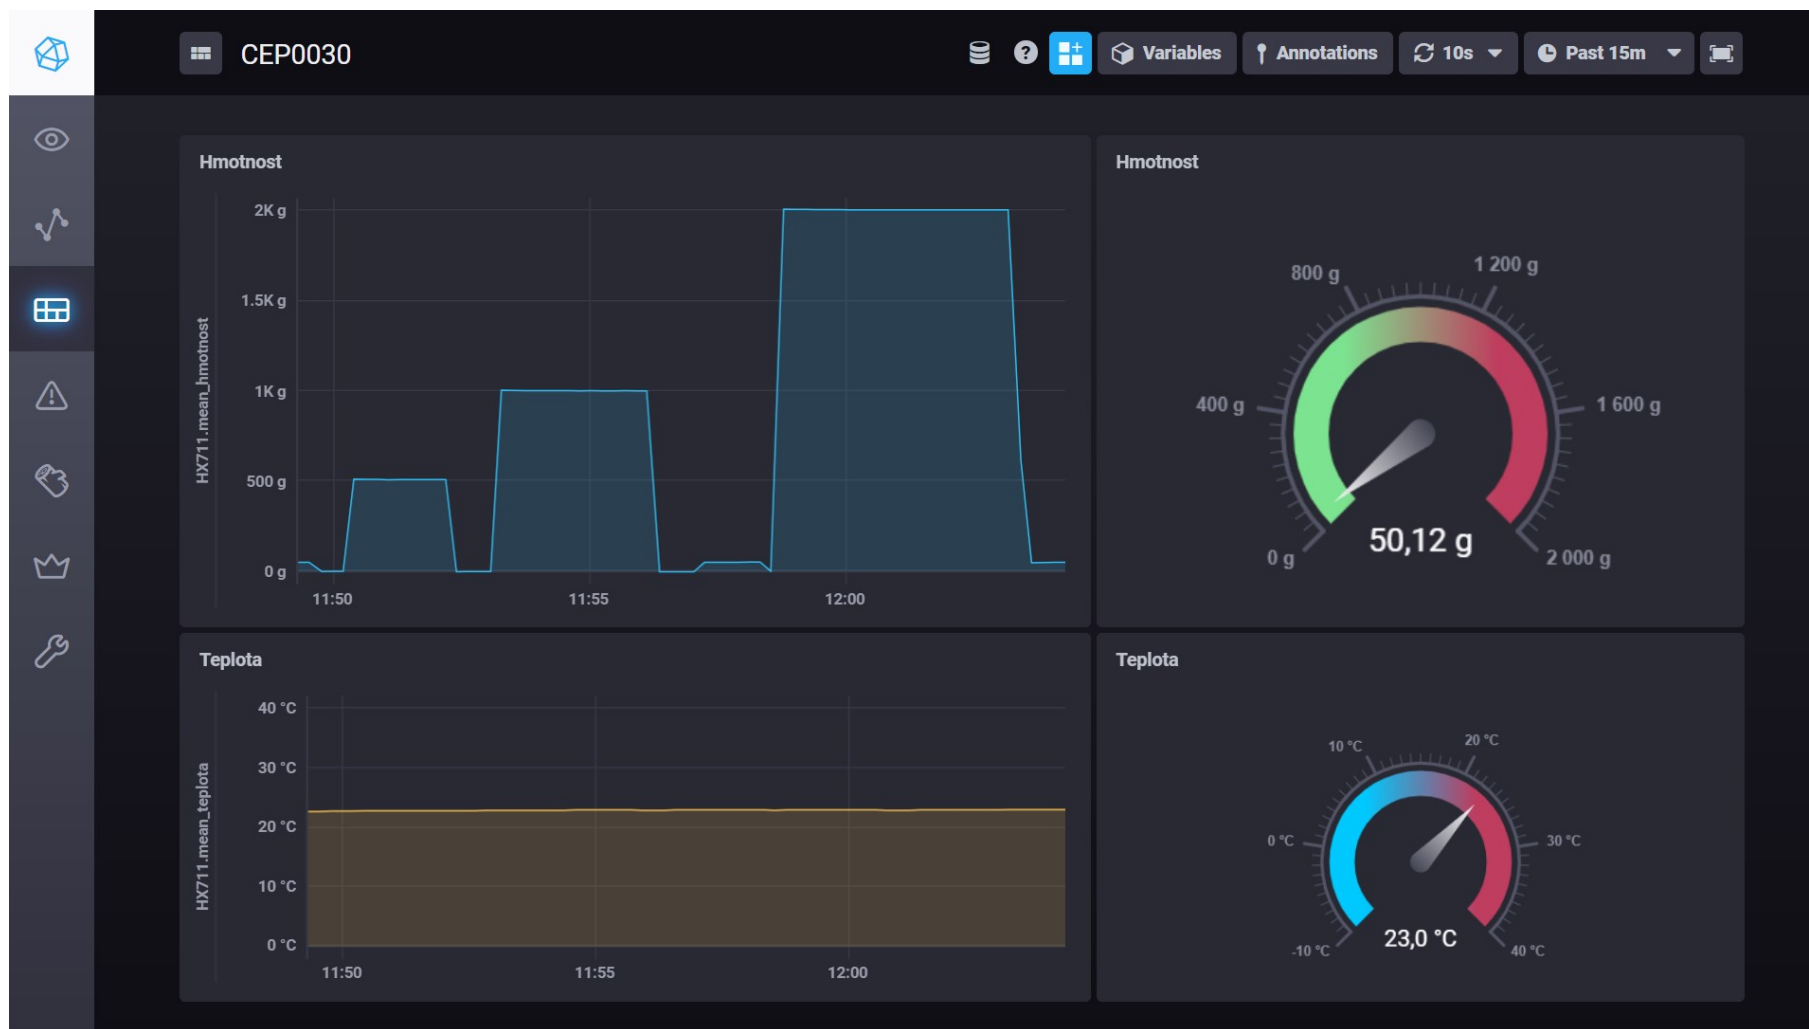 CEP0030
?
Variables
Annotations
10s
Past 15m
Hmotnost
HX711.mean_hmotnost
2K g
1.5K g
1K g
500 g
0 g
11:50
11:55
12:00
Hmotnost
800 g
1 200 g
400 g
1 600 g
0 g
50,12 g
2 000 g
Teplota
HX711.mean_teplota
40 °C
30 °C
20 °C
10 °C
0 °C
11:50
11:55
12:00
Teplota
10 °C
20 °C
0 °C
30 °C
-10 °C
23,0 °C
40 °C